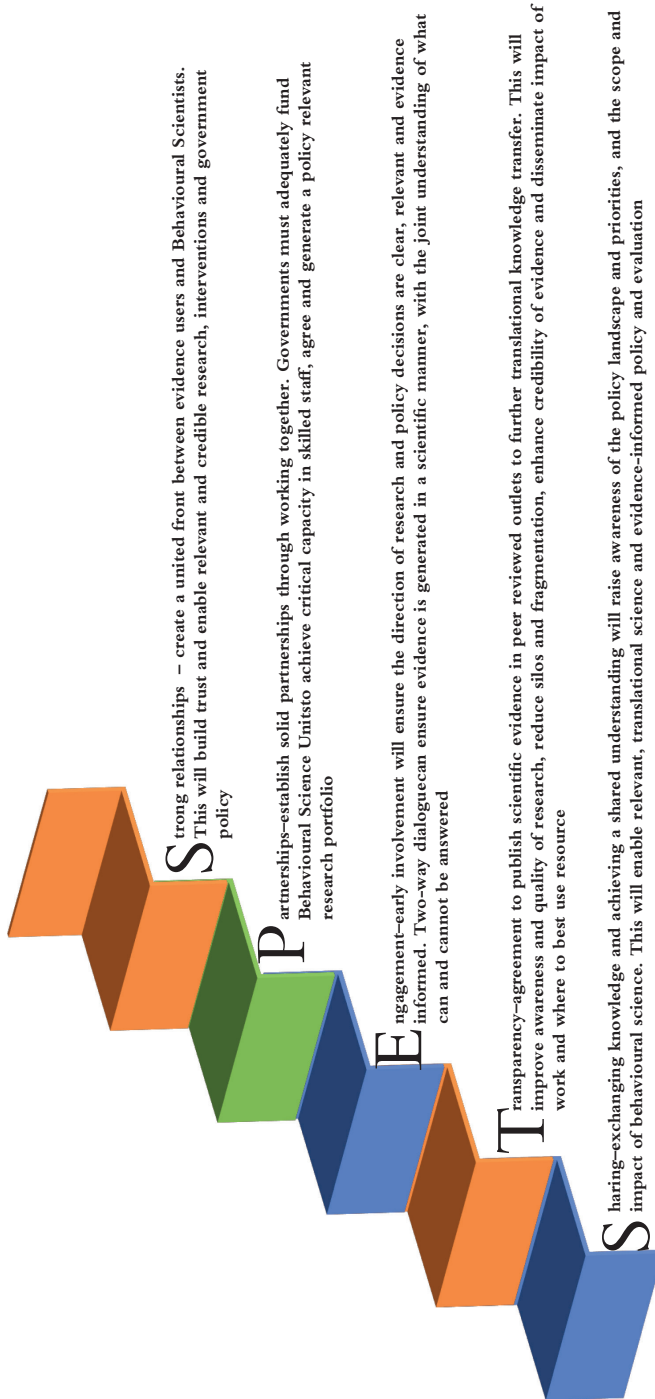 Strong relationships – create a united front between evidence users and Behavioural Scientists.
This will build trust and enable relevant and credible research, interventions and government
policy
Partnerships–establish solid partnerships through working together. Governments must adequately fund
Behavioural Science Unitsto achieve critical capacity in skilled staff, agree and generate a policy relevant
research portfolio
Engagement–early involvement will ensure the direction of research and policy decisions are clear, relevant and evidence
informed. Two-way dialoguecan ensure evidence is generated in a scientific manner, with the joint understanding of what
can and cannot be answered
Transparency–agreement to publish scientific evidence in peer reviewed outlets to further translational knowledge transfer. This will
improve awareness and quality of research, reduce silos and fragmentation, enhance credibility of evidence and disseminate impact of
work and where to best use resource
Sharing–exchanging knowledge and achieving a shared understanding will raise awareness of the policy landscape and priorities, and the scope and
impact of behavioural science. This will enable relevant, translational science and evidence-informed policy and evaluation